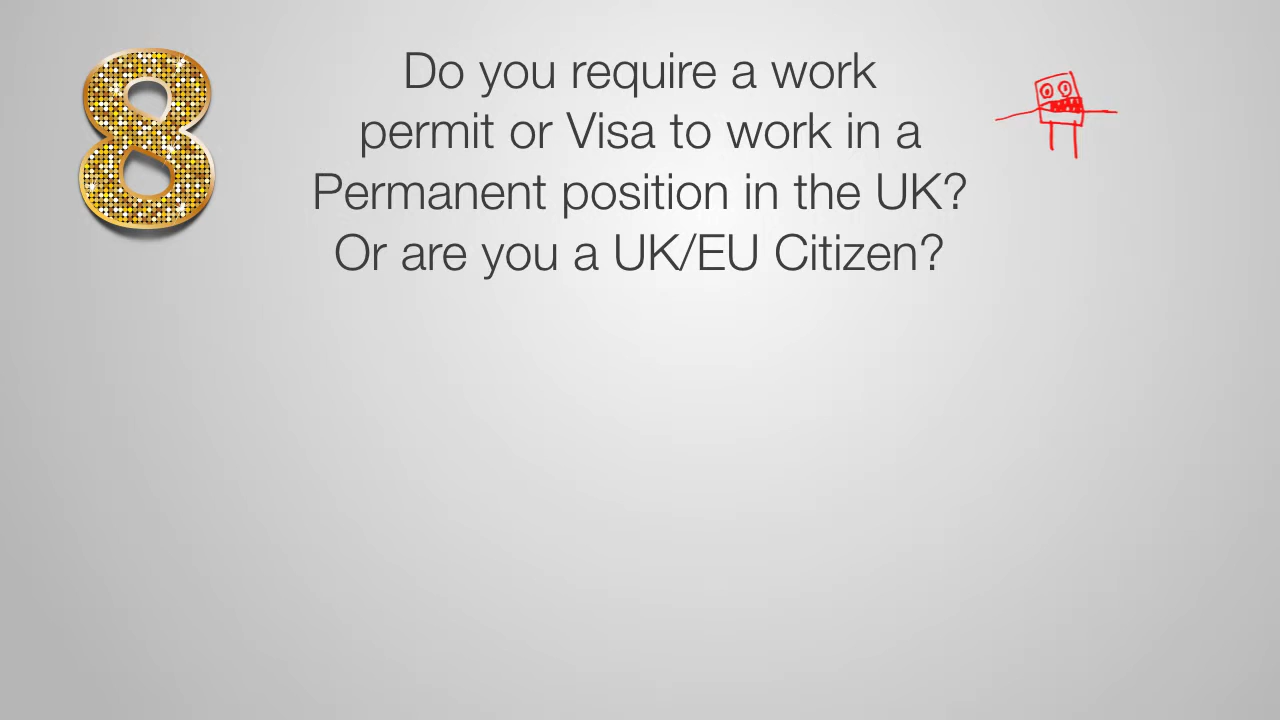 8
Do you require a work
permit or Visa to work in a
Permanent position in the UK?
Or are you a UK/EU Citizen?